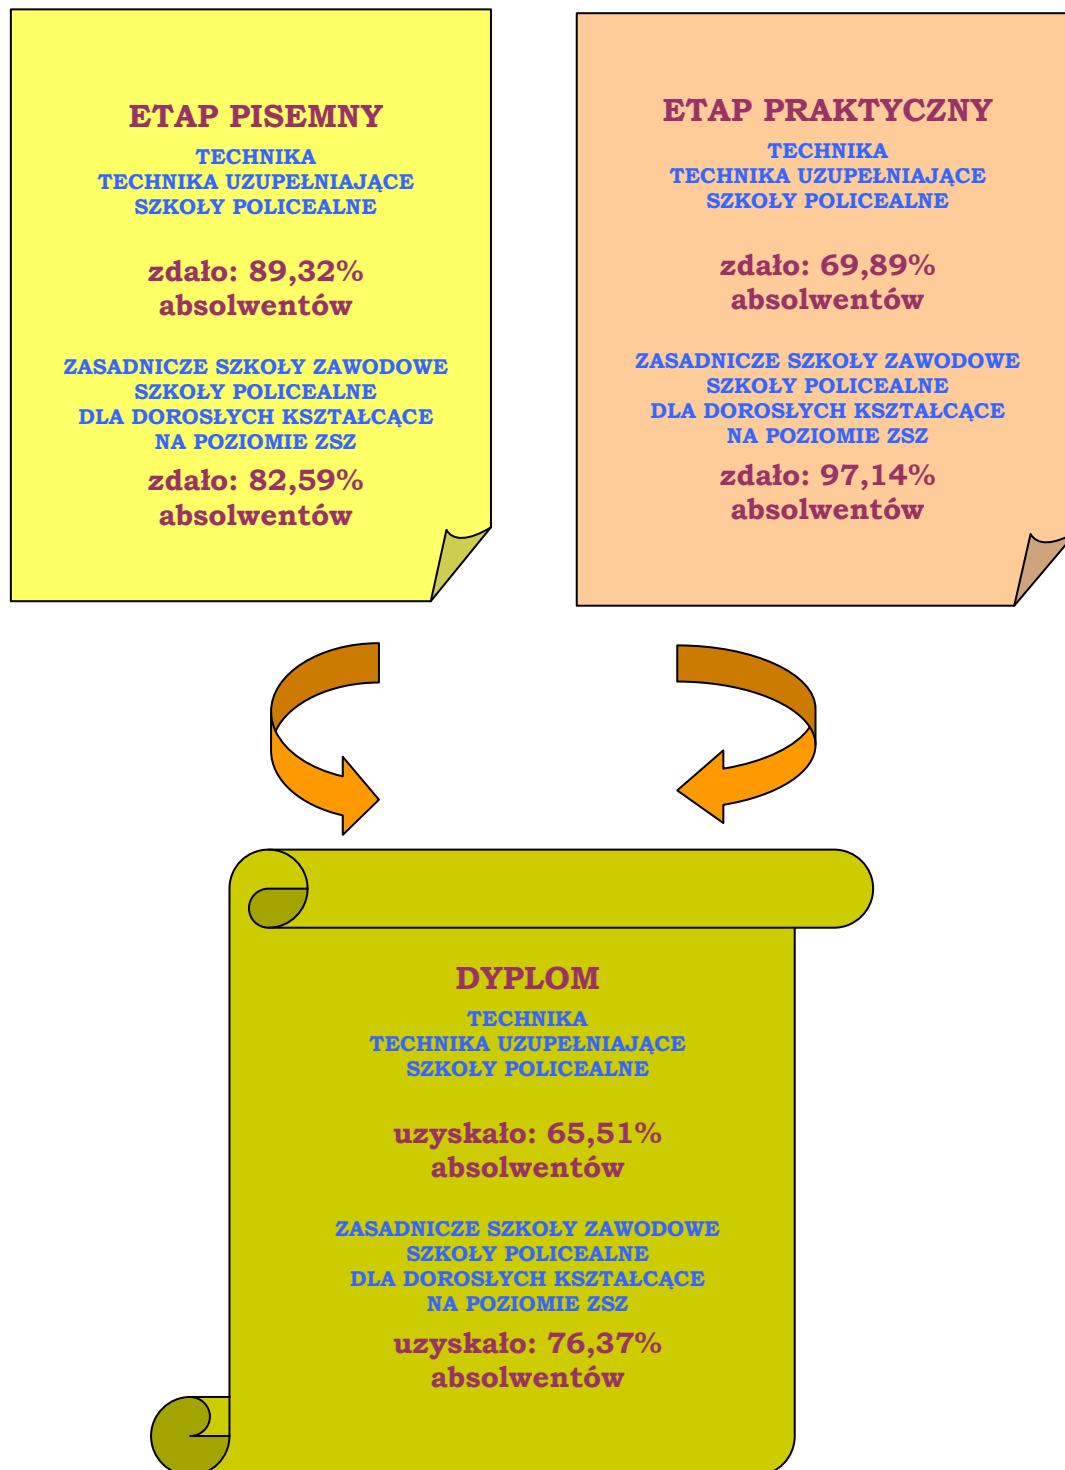 ETAP PISEMNY
TECHNIKA
TECHNIKA UZUPEŁNIAJĄCE
SZKOŁY POLICEALNE
zdało: 89,32%
absolwentów
ZASADNICZE SZKOŁY ZAWODOWE
SZKOŁY POLICEALNE
DLA DOROSŁYCH KSZTAŁCĄCE
NA POZIOMIE ZSZ
zdało: 82,59%
absolwentów
ETAP PRAKTYCZNY
TECHNIKA
TECHNIKA UZUPEŁNIAJĄCE
SZKOŁY POLICEALNE
zdało: 69,89%
absolwentów
ZASADNICZE SZKOŁY ZAWODOWE
SZKOŁY POLICEALNE
DLA DOROSŁYCH KSZTAŁCĄCE
NA POZIOMIE ZSZ
zdało: 97,14%
absolwentów
DYPLOM
TECHNIKA
TECHNIKA UZUPEŁNIAJĄCE
SZKOŁY POLICEALNE
uzyskało: 65,51%
absolwentów
ZASADNICZE SZKOŁY ZAWODOWE
SZKOŁY POLICEALNE
DLA DOROSŁYCH KSZTAŁCĄCE
NA POZIOMIE ZSZ
uzyskało: 76,37%
absolwentów